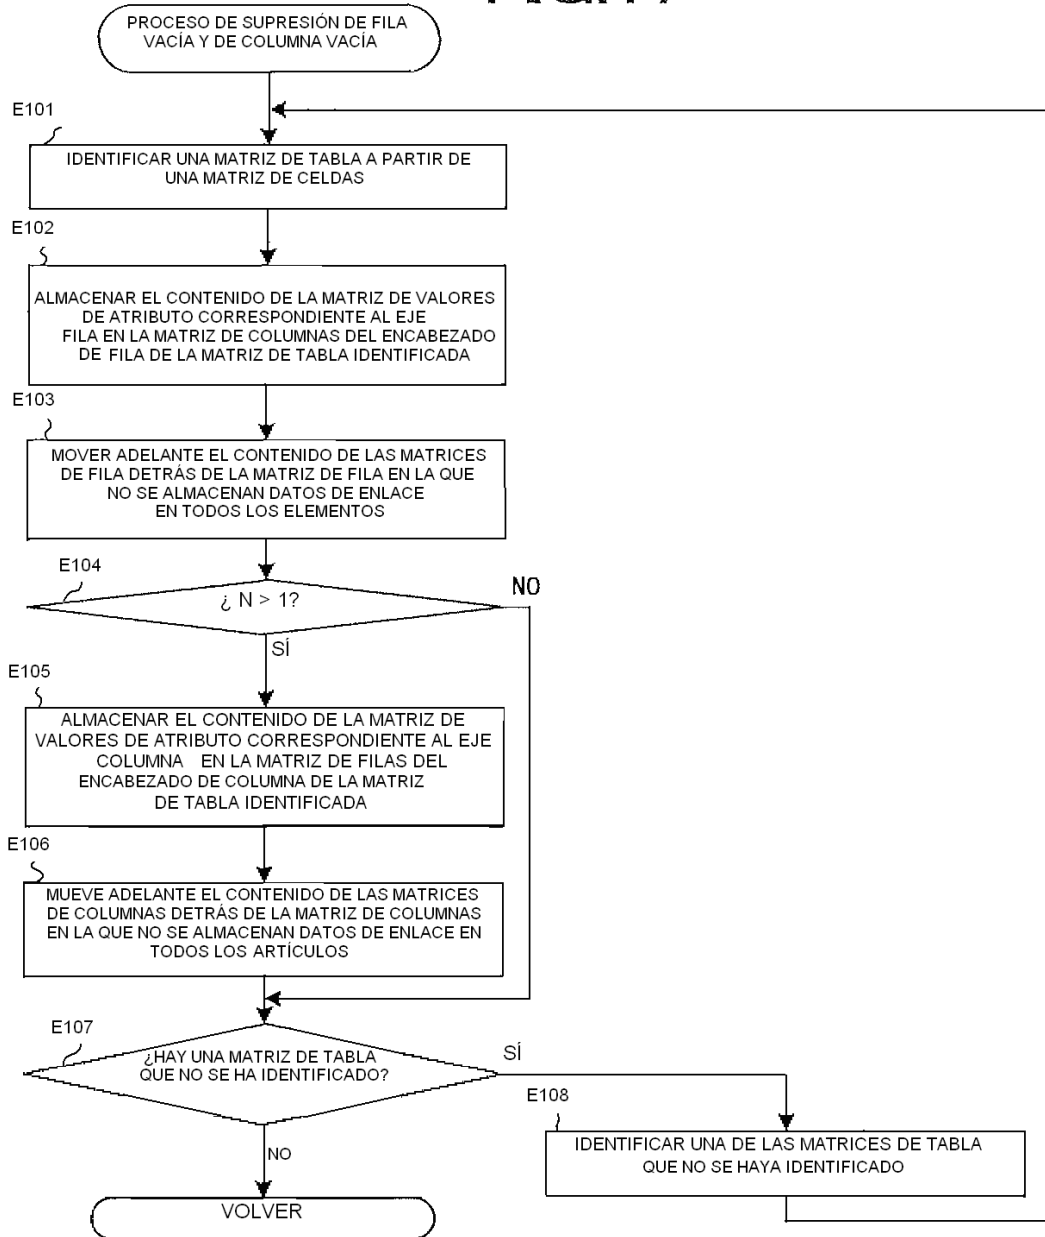 PROCESO DE SUPRESIÓN DE FILA
VACÍA Y DE COLUMNA VACÍA
E101
IDENTIFICAR UNA MATRIZ DE TABLA A PARTIR DE
UNA MATRIZ DE CELDAS
E102
ALMACENAR EL CONTENIDO DE LA MATRIZ DE VALORES
DE ATRIBUTO CORRESPONDIENTE AL EJE
FILA EN LA MATRIZ DE COLUMNAS DEL ENCABEZADO
DE FILA DE LA MATRIZ DE TABLA IDENTIFICADA
E103
MOVER ADELANTE EL CONTENIDO DE LAS MATRICES
DE FILA DETRÁS DE LA MATRIZ DE FILA EN LA QUE
NO SE ALMACENAN DATOS DE ENLACE
EN TODOS LOS ELEMENTOS
E104
¿ N > 1?
NO
SÍ
E105
ALMACENAR EL CONTENIDO DE LA MATRIZ DE
VALORES DE ATRIBUTO CORRESPONDIENTE AL EJE
COLUMNA EN LA MATRIZ DE FILAS DEL
ENCABEZADO DE COLUMNA DE LA MATRIZ
DE TABLA IDENTIFICADA
E106
MUEVE ADELANTE EL CONTENIDO DE LAS MATRICES
DE COLUMNAS DETRÁS DE LA MATRIZ DE COLUMNAS
EN LA QUE NO SE ALMACENAN DATOS DE ENLACE EN
TODOS LOS ARTÍCULOS
E107
¿HAY UNA MATRIZ DE TABLA
QUE NO SE HA IDENTIFICADO?
SÍ
E108
IDENTIFICAR UNA DE LAS MATRICES DE TABLA
QUE NO SE HAYA IDENTIFICADO
NO
VOLVER